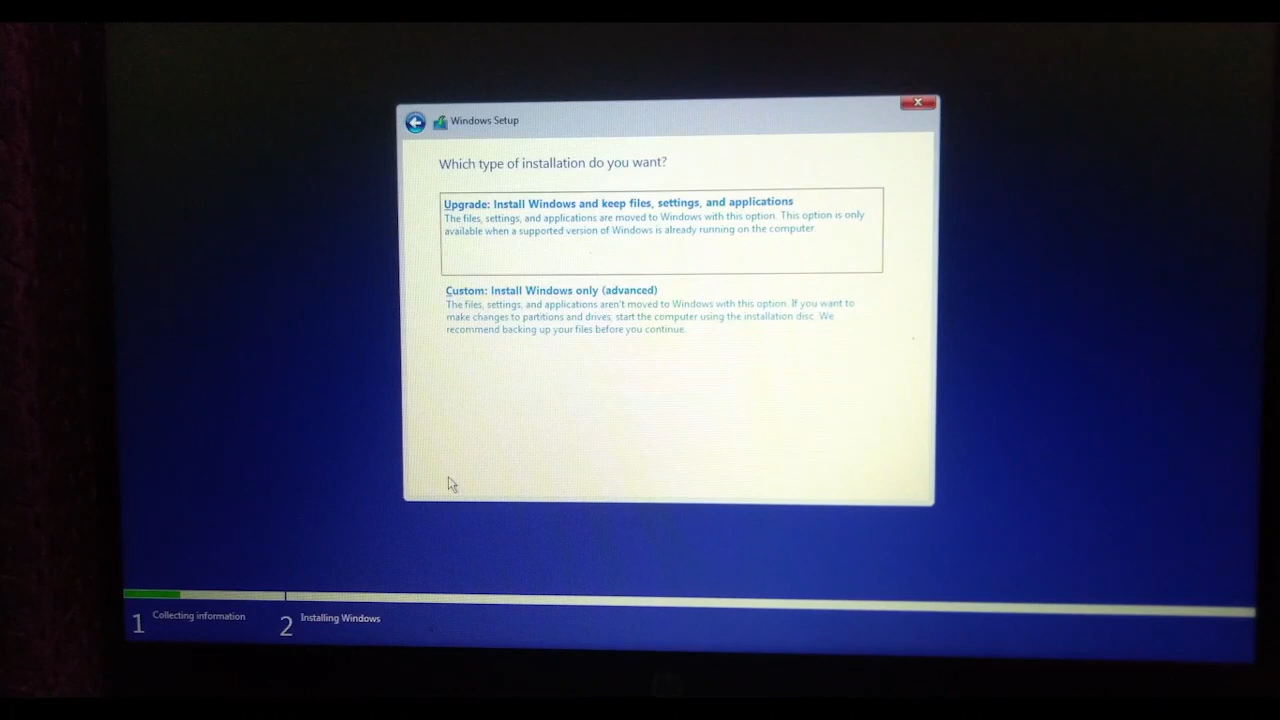 Windows Setup
Which type of installation do you want?
Upgrade: Install Windows and keep files, settings, and applications
The files, settings, and applications are moved to Windows with this option. This option is only
available when a supported version of Windows is already running on the computer.
Custom: Install Windows only (advanced)
The files, settings, and applications aren't moved to Windows with this option. If you want to
make changes to partitions and drives, start the computer using the installation disc. We
recommend backing up your files before you continue.
1 Collecting information 2 Installing Windows